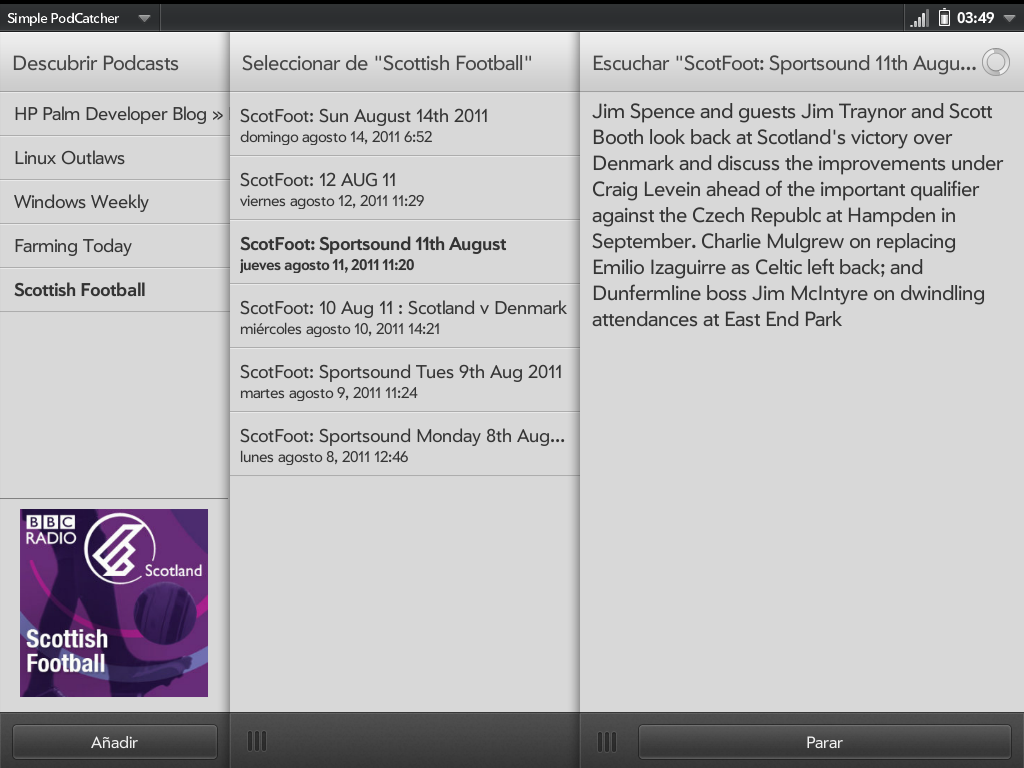 Simple PodCatcher
03:49
Descubrir Podcasts
HP Palm Developer Blog »
Linux Outlaws
Windows Weekly
Farming Today
Scottish Football
BBC
RADIO
Scotland
Scottish
Football
Añadir
Seleccionar de "Scottish Football"
ScotFoot: Sun August 14th 2011
domingo agosto 14, 2011 6:52
ScotFoot: 12 AUG 11
viernes agosto 12, 2011 11:29
ScotFoot: Sportsound 11th August
jueves agosto 11, 2011 11:20
ScotFoot: 10 Aug 11 : Scotland v Denmark
miércoles agosto 10, 2011 14:21
ScotFoot: Sportsound Tues 9th Aug 2011
martes agosto 9, 2011 11:24
ScotFoot: Sportsound Monday 8th Aug...
lunes agosto 8, 2011 12:46
Escuchar "ScotFoot: Sportsound 11th Augu...
Jim Spence and guests Jim Traynor and Scott
Booth look back at Scotland's victory over
Denmark and discuss the improvements under
Craig Levein ahead of the important qualifier
against the Czech Republc at Hampden in
September. Charlie Mulgrew on replacing
Emilio Izaguirre as Celtic left back; and
Dunfermline boss Jim McIntyre on dwindling
attendances at East End Park
Parar